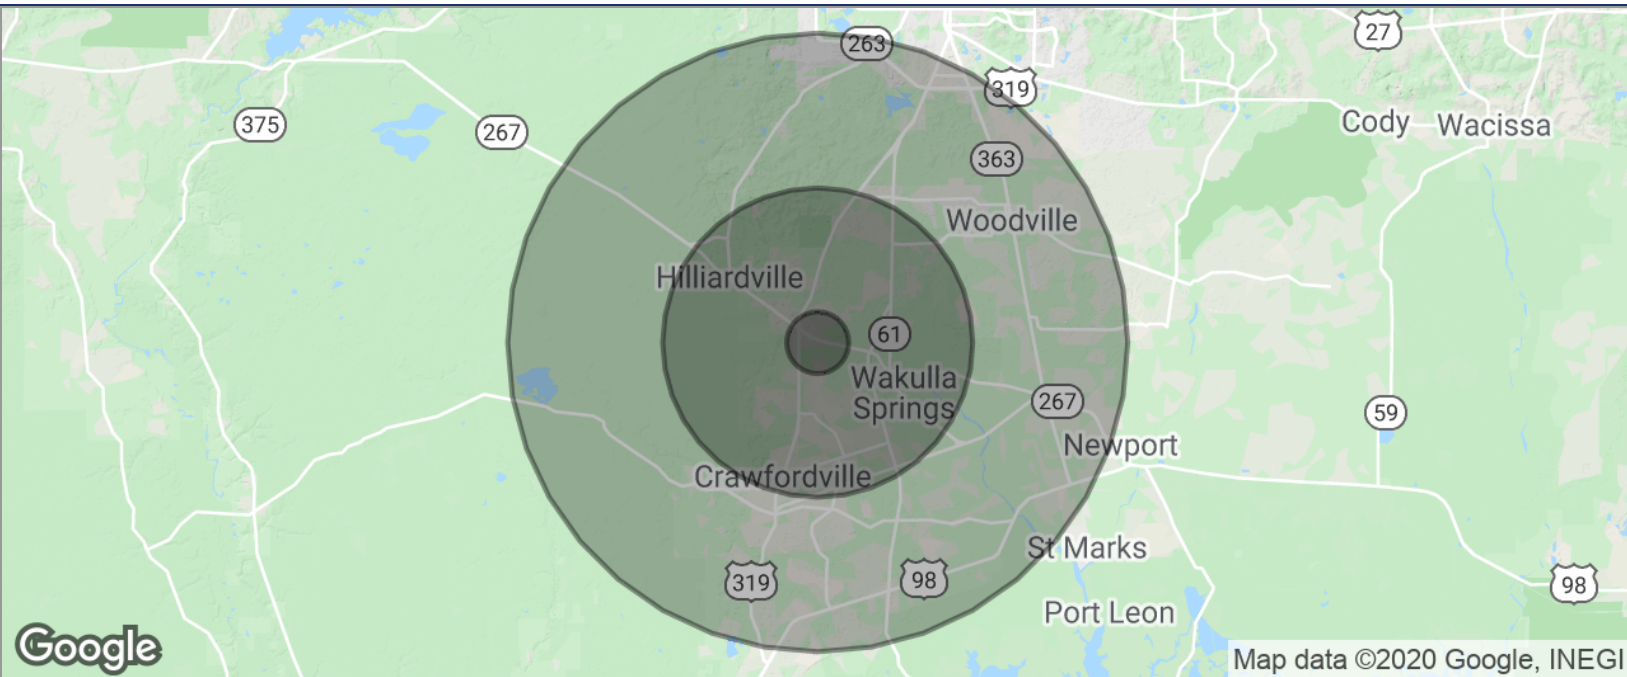 27
263
319
375
267
Cody
Wacissa
363
Woodville
Hilliardville
61
Wakulla
Springs
267
59
Newport
Crawfordville
St Marks
319
98
98
Port Leon
Google
Map data ©2020 Google, INEGI